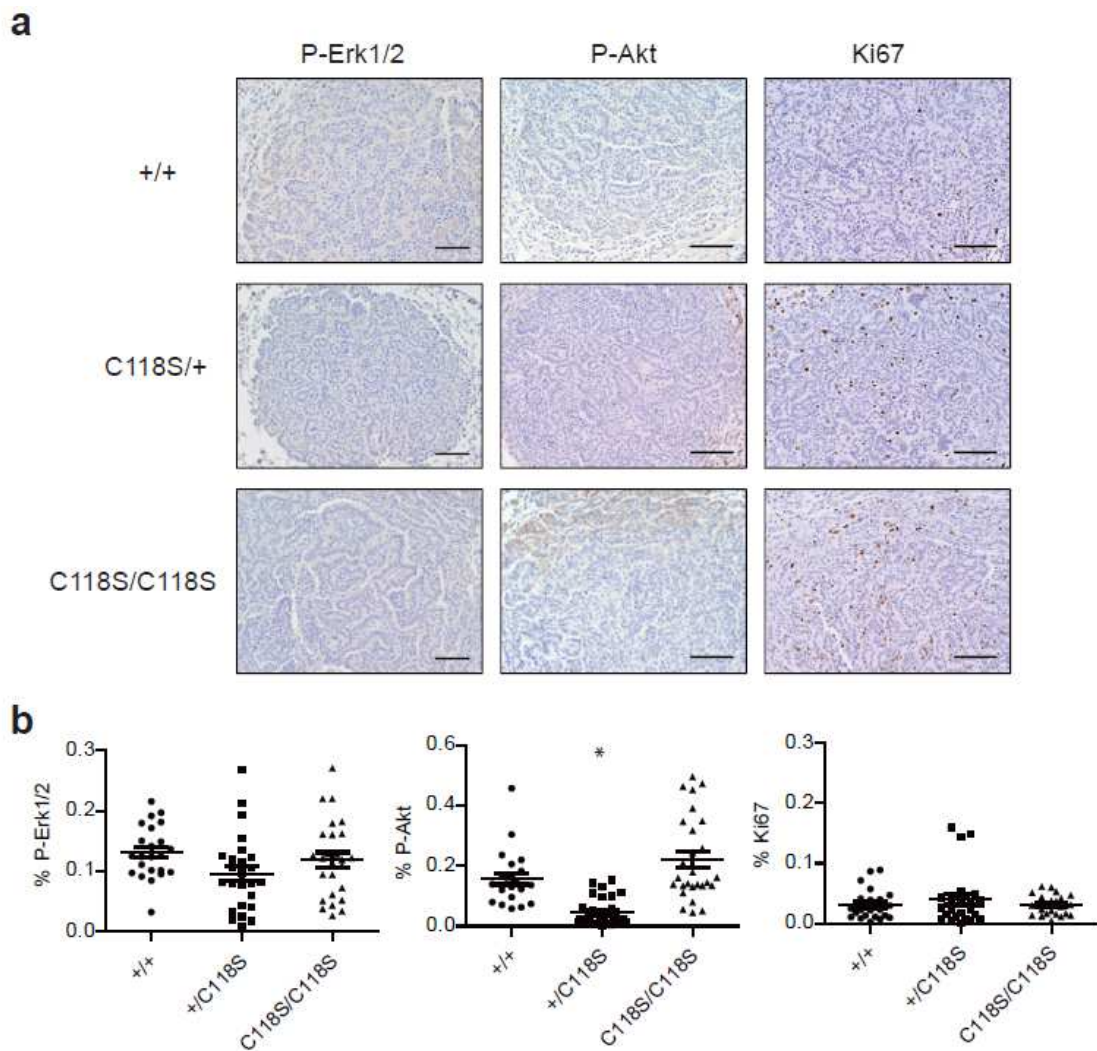 a
P-Erk1/2 P-Akt Ki67
+/+
C118S/+
C118S/C118S
b
% P-Erk1/2
0.3
0.2
0.1
0.0
+/+
+/C118S
C118S/C118S
% P-Akt
0.6
0.4
0.2
0.0
*
+/+
+/C118S
C118S/C118S
% Ki67
0.3
0.2
0.1
0.0
+/+
+/C118S
C118S/C118S